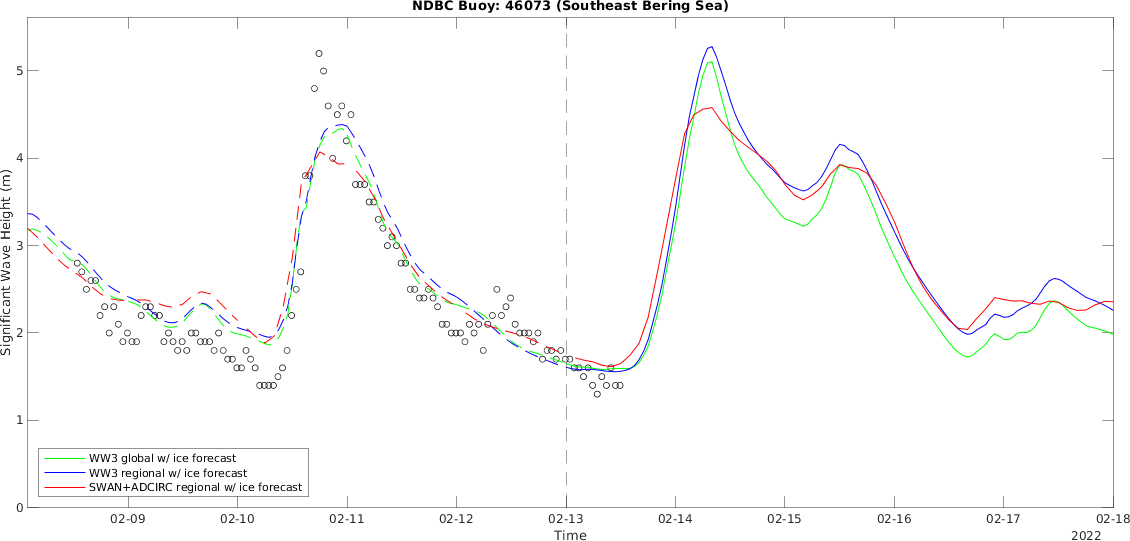 NDBC Buoy: 46073 (Southeast Bering Sea)
Significant Wave Height (m)
5
4
3
2
1
0
WW3 global w/ ice forecast
WW3 regional w/ ice forecast
SWAN+ADCIRC regional w/ ice forecast
02-09 02-10 02-11 02-12 02-13 02-14 02-15 02-16 02-17 02-18
Time
2022